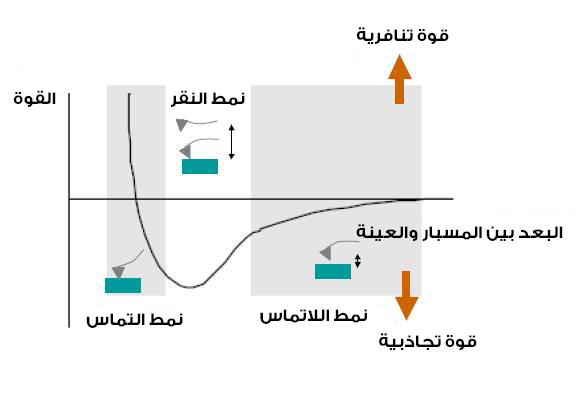 قوة تنافرية
القوة
نمط النقر
البعد بين المسبار والعينة
نمط التماس
نمط اللاتماس
قوة تجاذبية